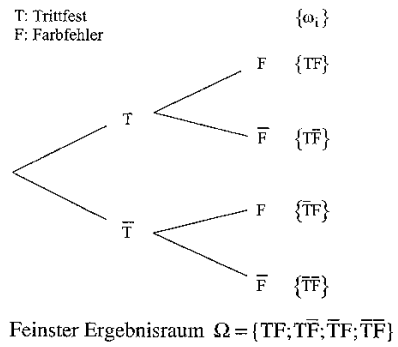 T: Trittfest
F: Farbfehler
{ωᵢ}
F {TF}
T
F̅ {TF̅}
F {T̅F}
T̅
F̅ {T̅F̅}
Feinster Ergebnisraum Ω = {TF; TF̅; T̅F; T̅F̅}